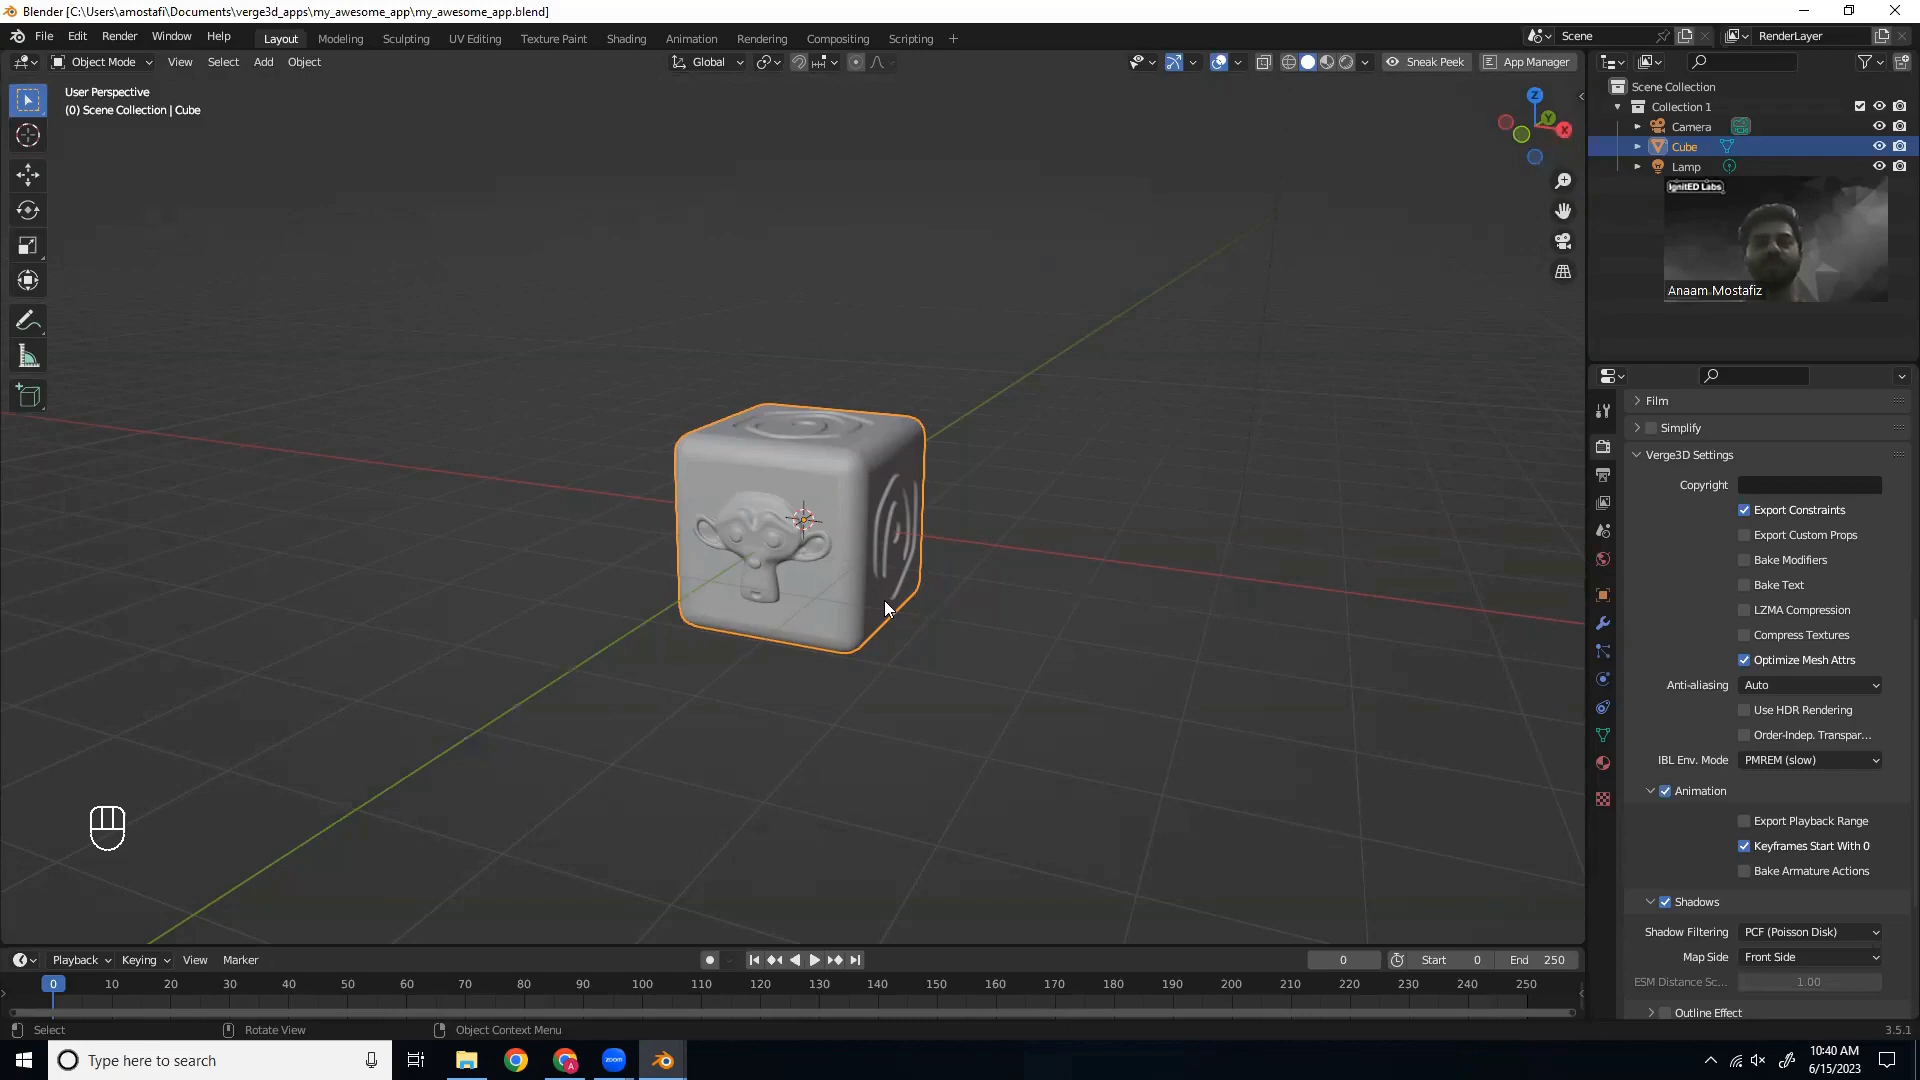 Blender [C:\Users\amostafi\Documents\verge3d_apps\my_awesome_app\my_awesome_app.blend]
File Edit Render Window Help Layout Modeling Sculpting UV Editing Texture Paint Shading Animation Rendering Compositing Scripting + Scene RenderLayer
Object Mode View Select Add Object Global Sneak Peek App Manager
User Perspective
(0) Scene Collection | Cube
Z
Y
X
Scene Collection
Collection 1
Camera
Cube
Lamp
IgnitED Labs
Anaam Mostafiz
Film
Simplify
Verge3D Settings
Copyright
Export Constraints
Export Custom Props
Bake Modifiers
Bake Text
LZMA Compression
Compress Textures
Optimize Mesh Attrs
Anti-aliasing Auto
Use HDR Rendering
Order-Indep. Transpar...
IBL Env. Mode PMREM (slow)
Animation
Export Playback Range
Keyframes Start With 0
Bake Armature Actions
Shadows
Shadow Filtering PCF (Poisson Disk)
Map Side Front Side
ESM Distance Sc... 1.00
Outline Effect
Playback Keying View Marker 0 Start 0 End 250
0 10 20 30 40 50 60 70 80 90 100 110 120 130 140 150 160 170 180 190 200 210 220 230 240 250
Select Rotate View Object Context Menu 3.5.1
Type here to search zoom A 10:40 AM
6/15/2023